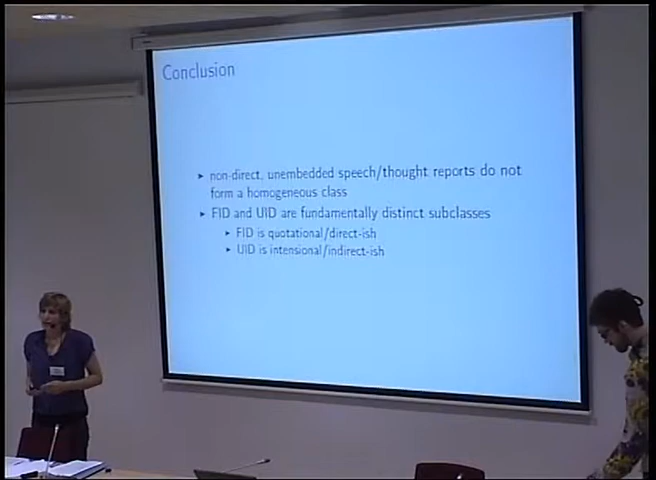 Conclusion
non-direct, unembedded speech/thought reports do not
form a homogeneous class
FID and UID are fundamentally distinct subclasses
FID is quotational/direct-ish
UID is intensional/indirect-ish